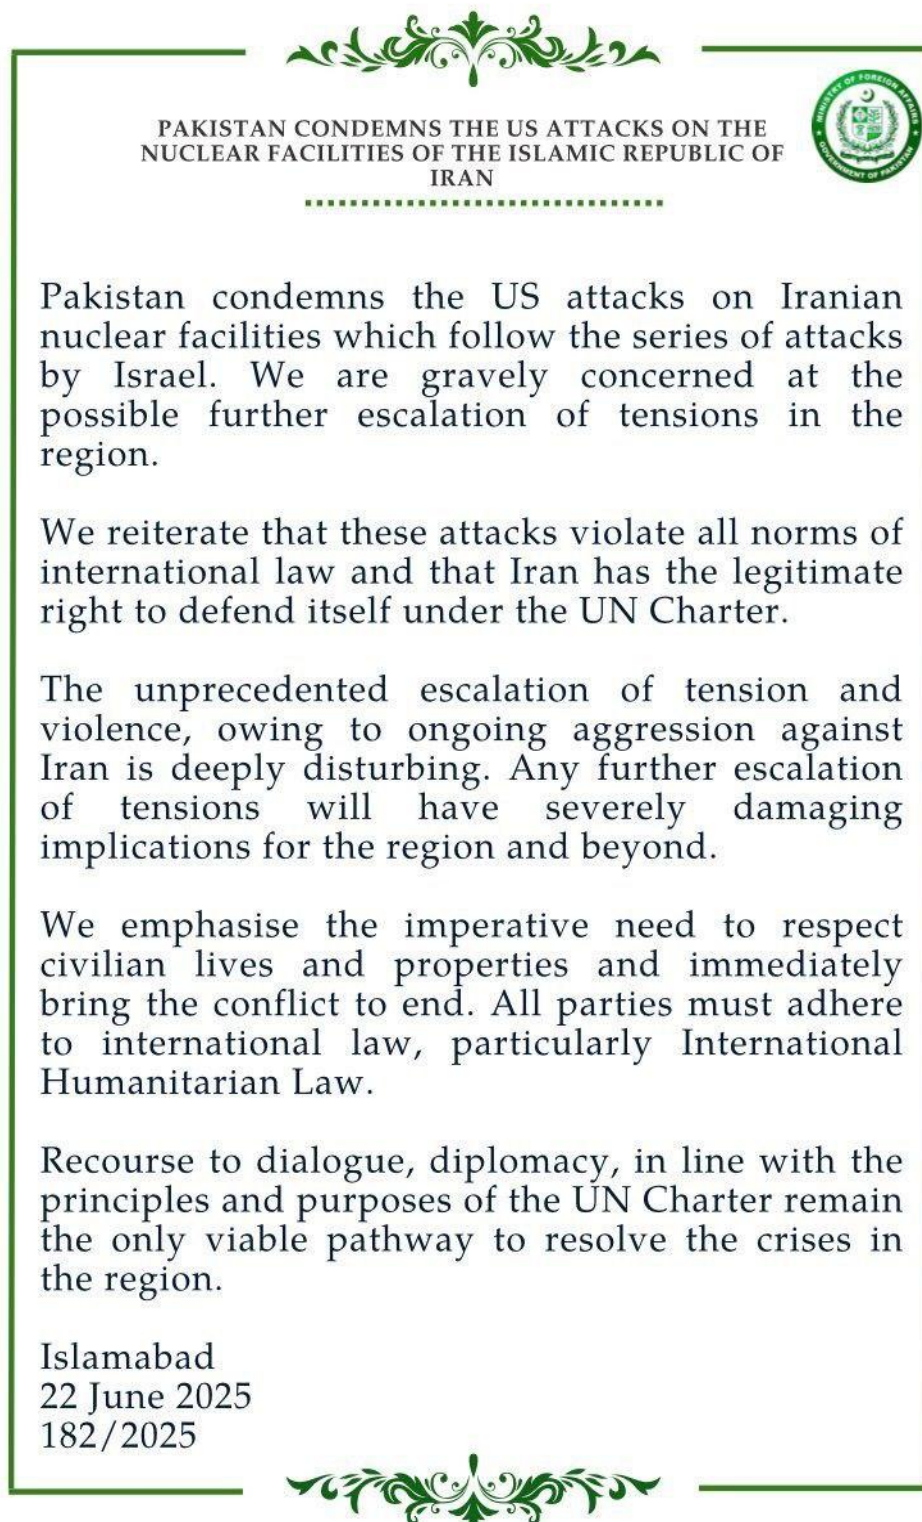 PAKISTAN CONDEMNS THE US ATTACKS ON THE
NUCLEAR FACILITIES OF THE ISLAMIC REPUBLIC OF
IRAN
MINISTRY OF FOREIGN AFFAIRS
GOVERNMENT OF PAKISTAN
Pakistan condemns the US attacks on Iranian
nuclear facilities which follow the series of attacks
by Israel. We are gravely concerned at the
possible further escalation of tensions in the
region.
We reiterate that these attacks violate all norms of
international law and that Iran has the legitimate
right to defend itself under the UN Charter.
The unprecedented escalation of tension and
violence, owing to ongoing aggression against
Iran is deeply disturbing. Any further escalation
of tensions will have severely damaging
implications for the region and beyond.
We emphasise the imperative need to respect
civilian lives and properties and immediately
bring the conflict to end. All parties must adhere
to international law, particularly International
Humanitarian Law.
Recourse to dialogue, diplomacy, in line with the
principles and purposes of the UN Charter remain
the only viable pathway to resolve the crises in
the region.
Islamabad
22 June 2025
182/2025